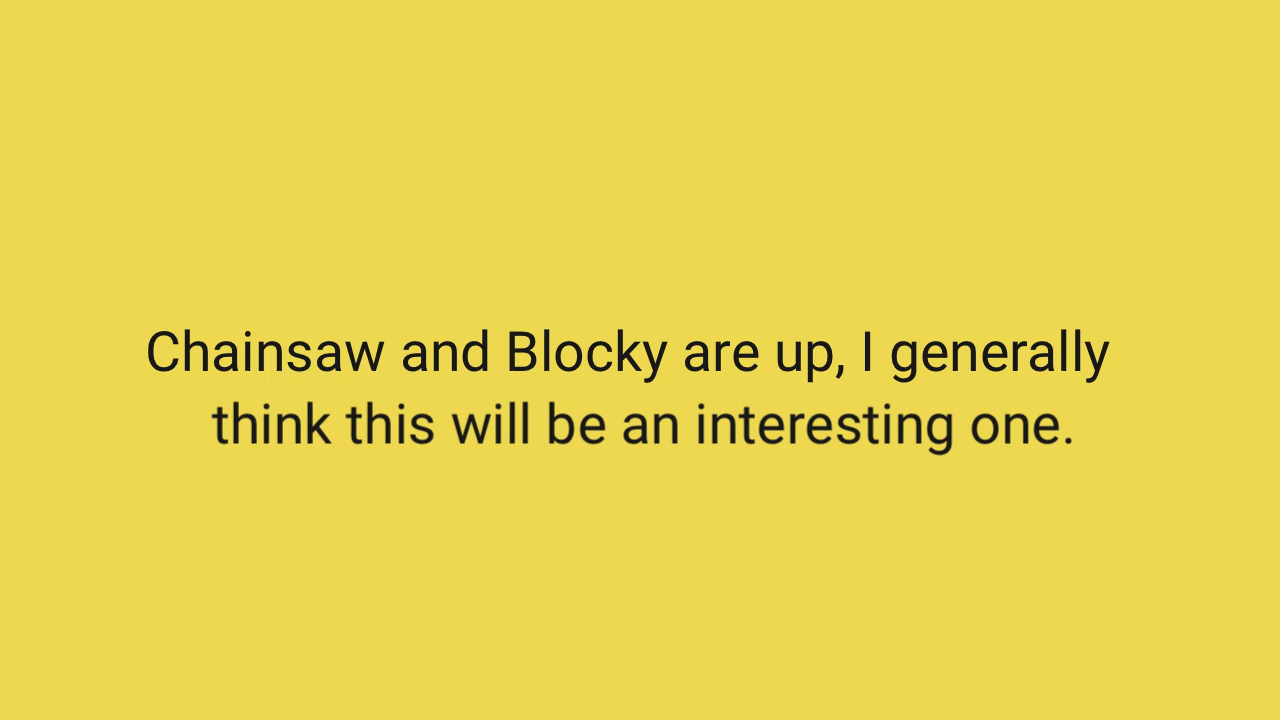 Chainsaw and Blocky are up, I generally
think this will be an interesting one.